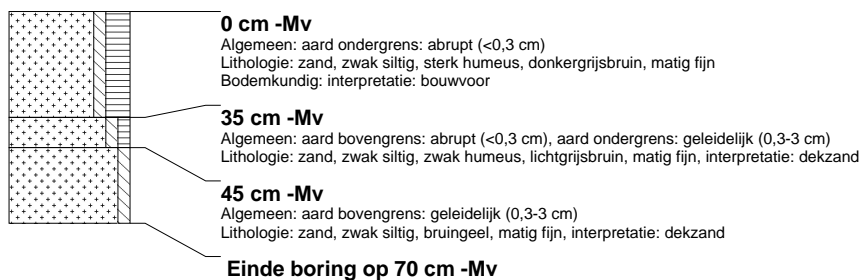 0 cm -Mv
Algemeen: aard ondergrens: abrupt (<0,3 cm)
Lithologie: zand, zwak siltig, sterk humeus, donkergrijsbruin, matig fijn
Bodemkundig: interpretatie: bouwvoor
35 cm -Mv
Algemeen: aard bovengrens: abrupt (<0,3 cm), aard ondergrens: geleidelijk (0,3-3 cm)
Lithologie: zand, zwak siltig, zwak humeus, lichtgrijsbruin, matig fijn, interpretatie: dekzand
45 cm -Mv
Algemeen: aard bovengrens: geleidelijk (0,3-3 cm)
Lithologie: zand, zwak siltig, bruingeel, matig fijn, interpretatie: dekzand
Einde boring op 70 cm -Mv